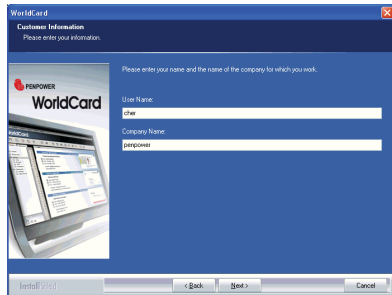 WorldCard
Customer Information
Please enter your information.
Please enter your name and the name of the company for which you work.
PENPOWER
WorldCard
User Name:
cher
Company Name:
penpower
InstallShield
< Back
Next >
Cancel